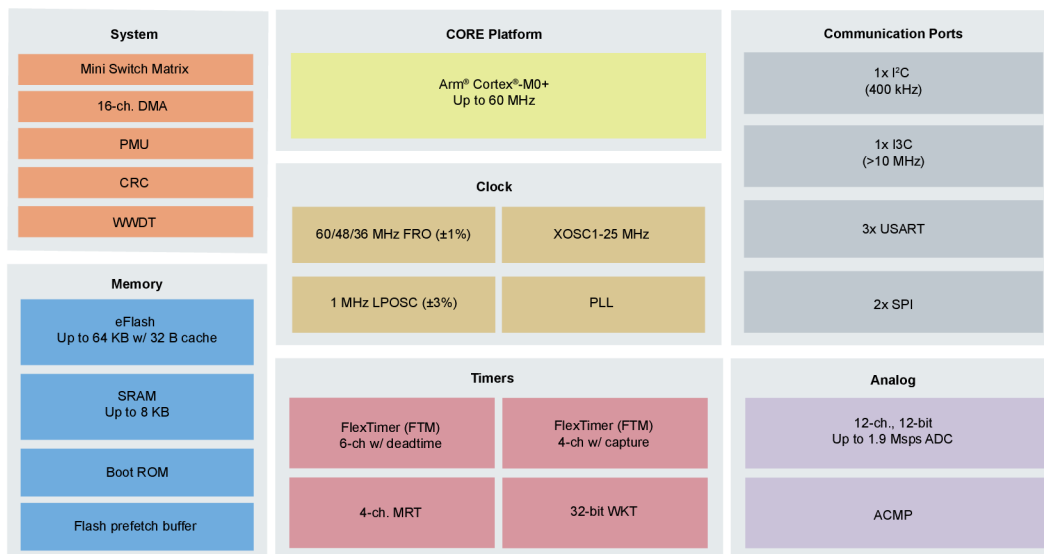 System
Mini Switch Matrix
16-ch. DMA
PMU
CRC
WWDT
Memory
eFlash
Up to 64 KB w/ 32 B cache
SRAM
Up to 8 KB
Boot ROM
Flash prefetch buffer
CORE Platform
Arm® Cortex®-M0+
Up to 60 MHz
Clock
60/48/36 MHz FRO (±1%)
XOSC1-25 MHz
1 MHz LPOSC (±3%)
PLL
Timers
FlexTimer (FTM)
6-ch w/ deadtime
FlexTimer (FTM)
4-ch w/ capture
4-ch. MRT
32-bit WKT
Communication Ports
1x I²C
(400 kHz)
1x I3C
(>10 MHz)
3x USART
2x SPI
Analog
12-ch., 12-bit
Up to 1.9 Msps ADC
ACMP